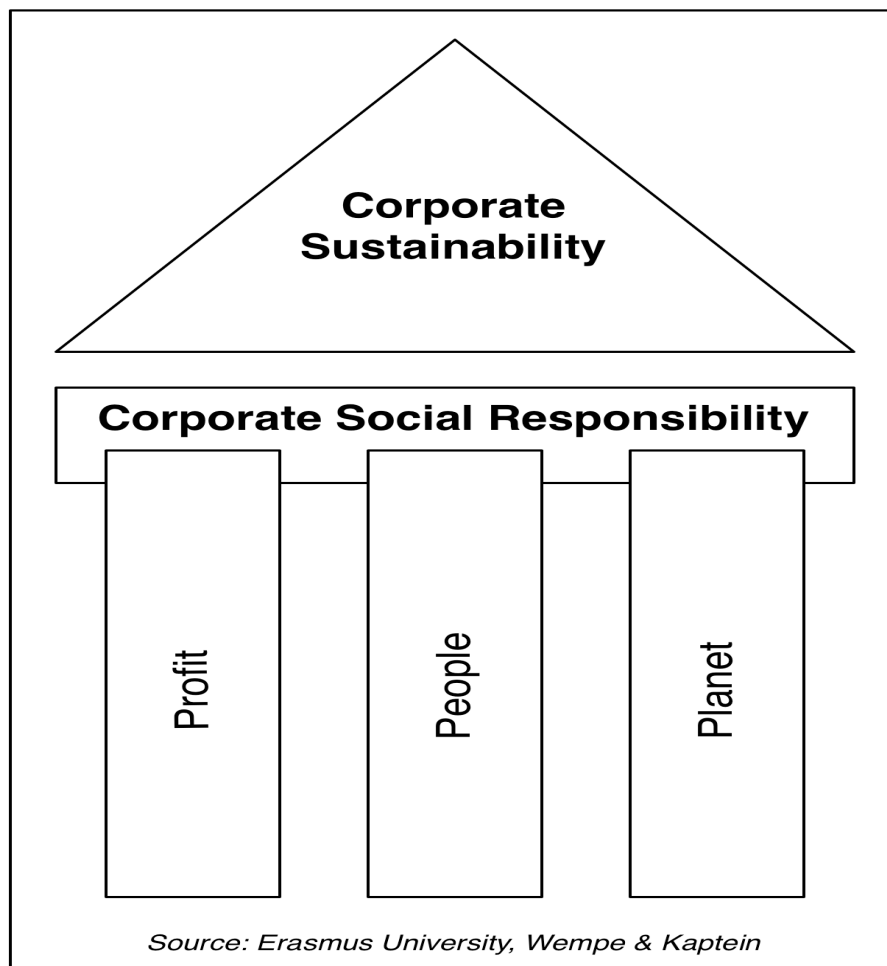 Corporate
Sustainability
Corporate Social Responsibility
Profit
People
Planet
Source: Erasmus University, Wempe & Kaptein